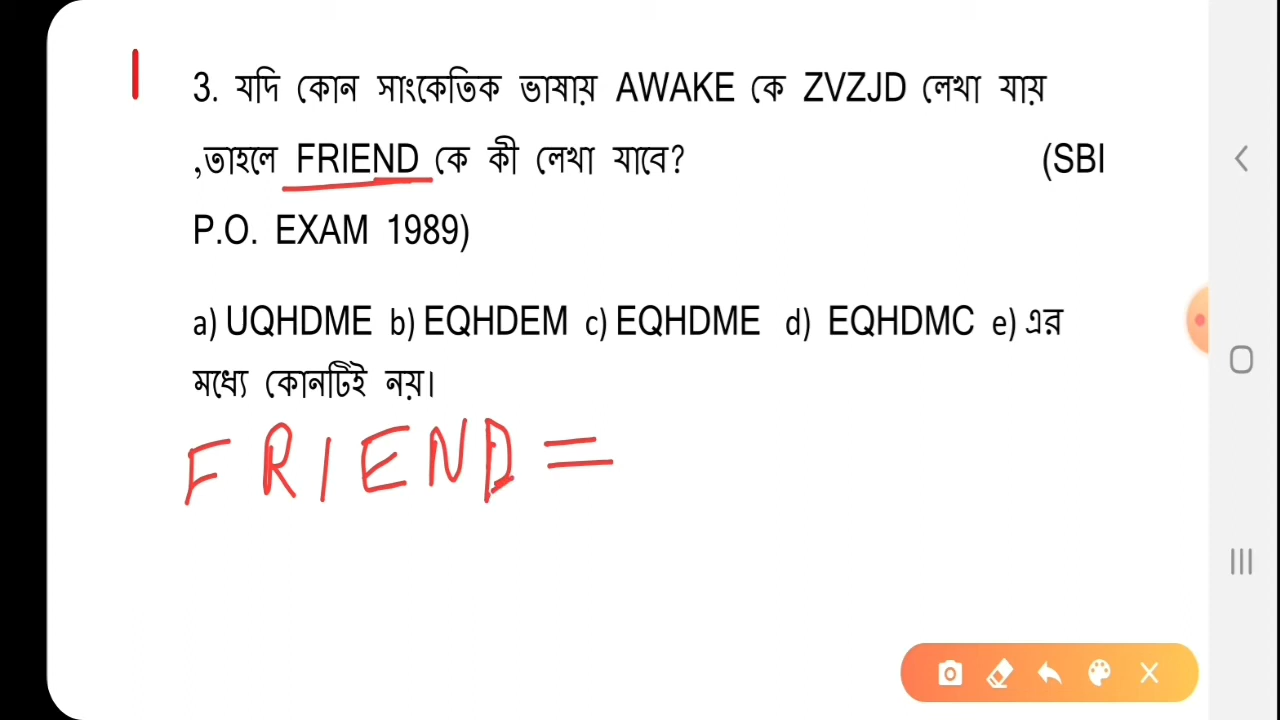 3. যদি কোন সাংকেতিক ভাষায় AWAKE কে ZVZJD লেখা যায়
,তাহলে FRIEND কে কী লেখা যাবে? (SBI
P.O. EXAM 1989)
a) UQHDME b) EQHDEM c) EQHDME d) EQHDMC e) এর
মধ্যে কোনটিই নয়।
FRIEND=